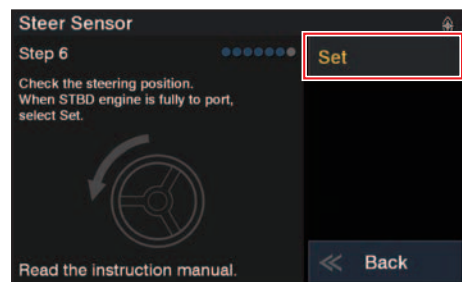 Steer Sensor
Step 6
Check the steering position.
When STBD engine is fully to port,
select Set.
Read the instruction manual.
Set
Back